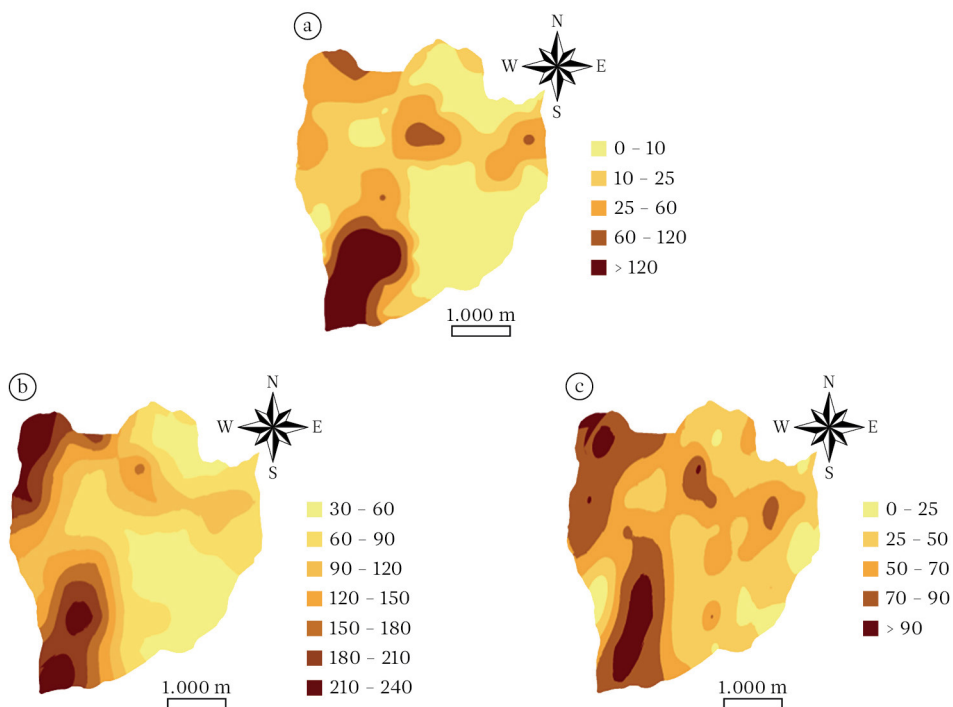 a
N
W E
S
0 – 10
10 – 25
25 – 60
60 – 120
> 120
1.000 m
b
N
W E
S
30 – 60
60 – 90
90 – 120
120 – 150
150 – 180
180 – 210
210 – 240
1.000 m
c
N
W E
S
0 – 25
25 – 50
50 – 70
70 – 90
> 90
1.000 m